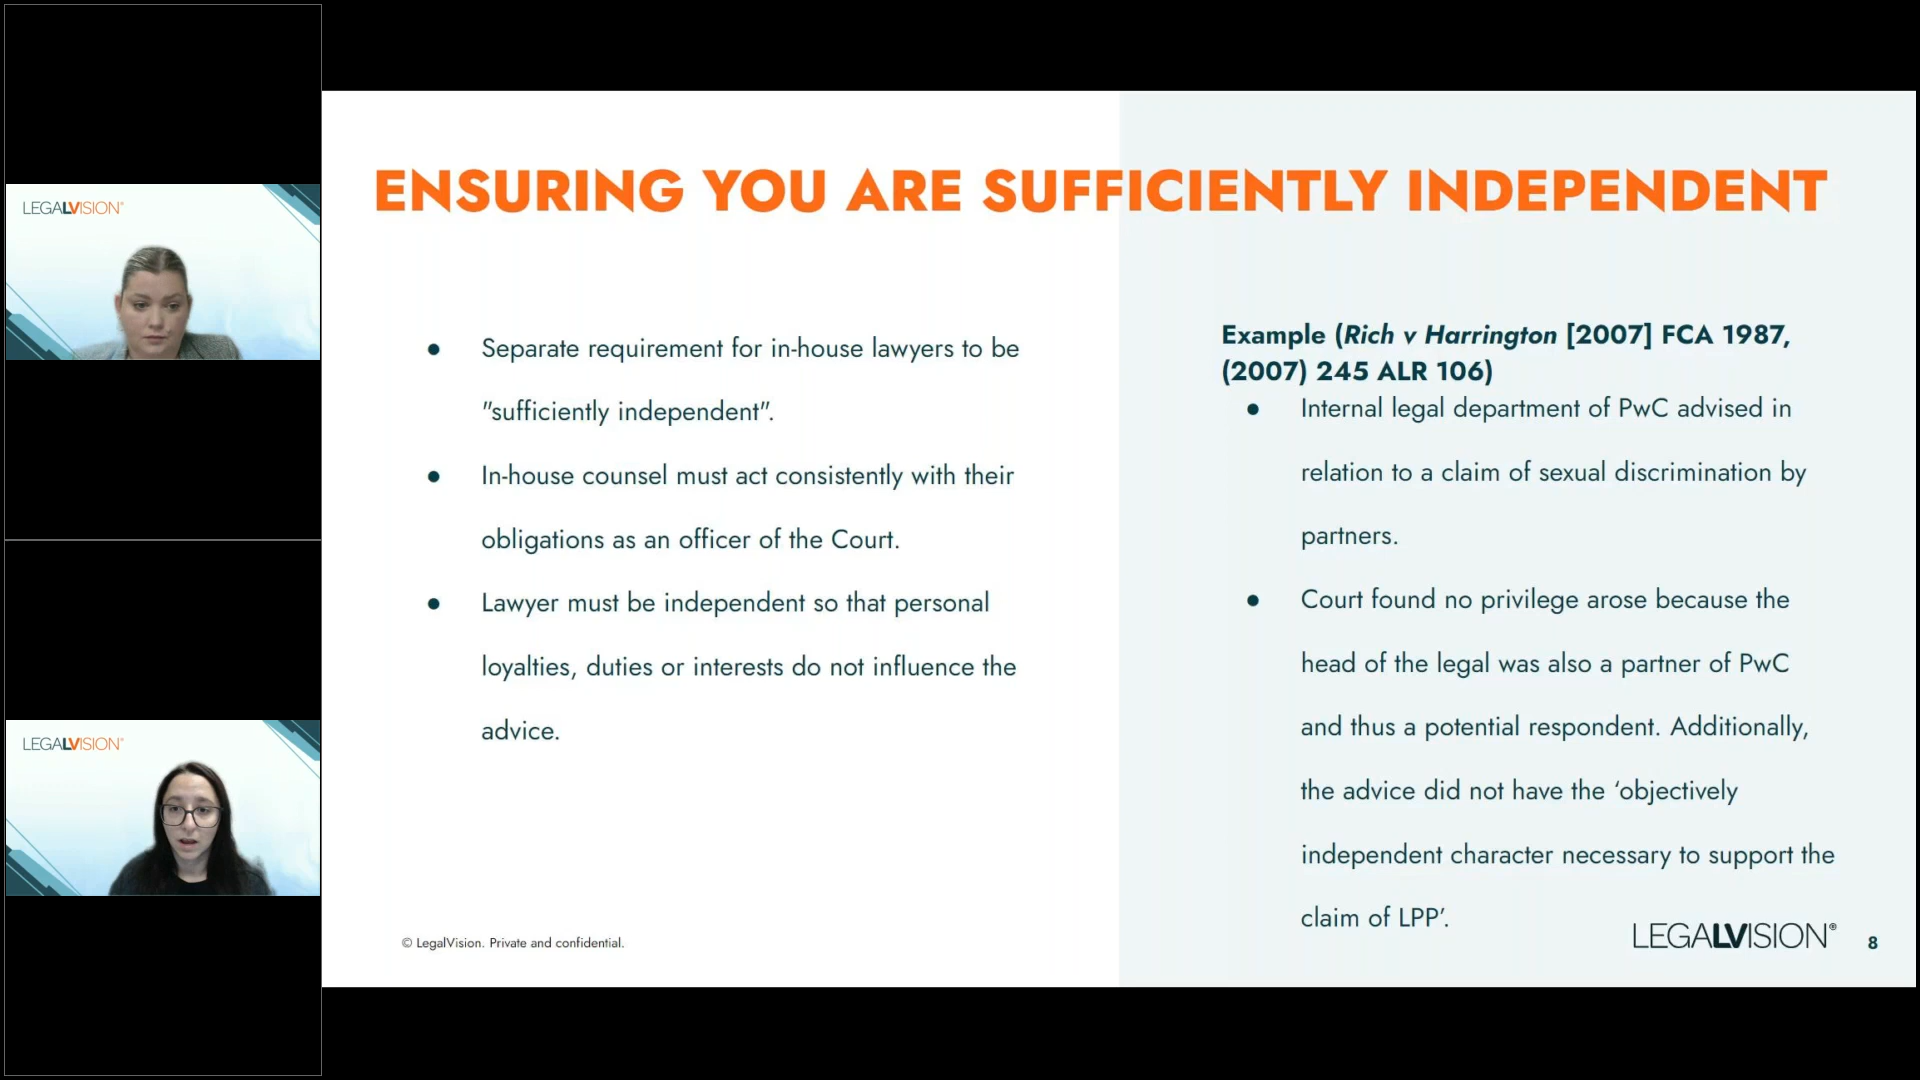 LEGALVISION®
LEGALVISION®
ENSURING YOU ARE SUFFICIENTLY INDEPENDENT
● Separate requirement for in-house lawyers to be
"sufficiently independent".
● In-house counsel must act consistently with their
obligations as an officer of the Court.
● Lawyer must be independent so that personal
loyalties, duties or interests do not influence the
advice.
Example (Rich v Harrington [2007] FCA 1987,
(2007) 245 ALR 106)
● Internal legal department of PwC advised in
relation to a claim of sexual discrimination by
partners.
● Court found no privilege arose because the
head of the legal was also a partner of PwC
and thus a potential respondent. Additionally,
the advice did not have the ‘objectively
independent character necessary to support the
claim of LPP’.
© LegalVision. Private and confidential.
LEGALVISION®
8